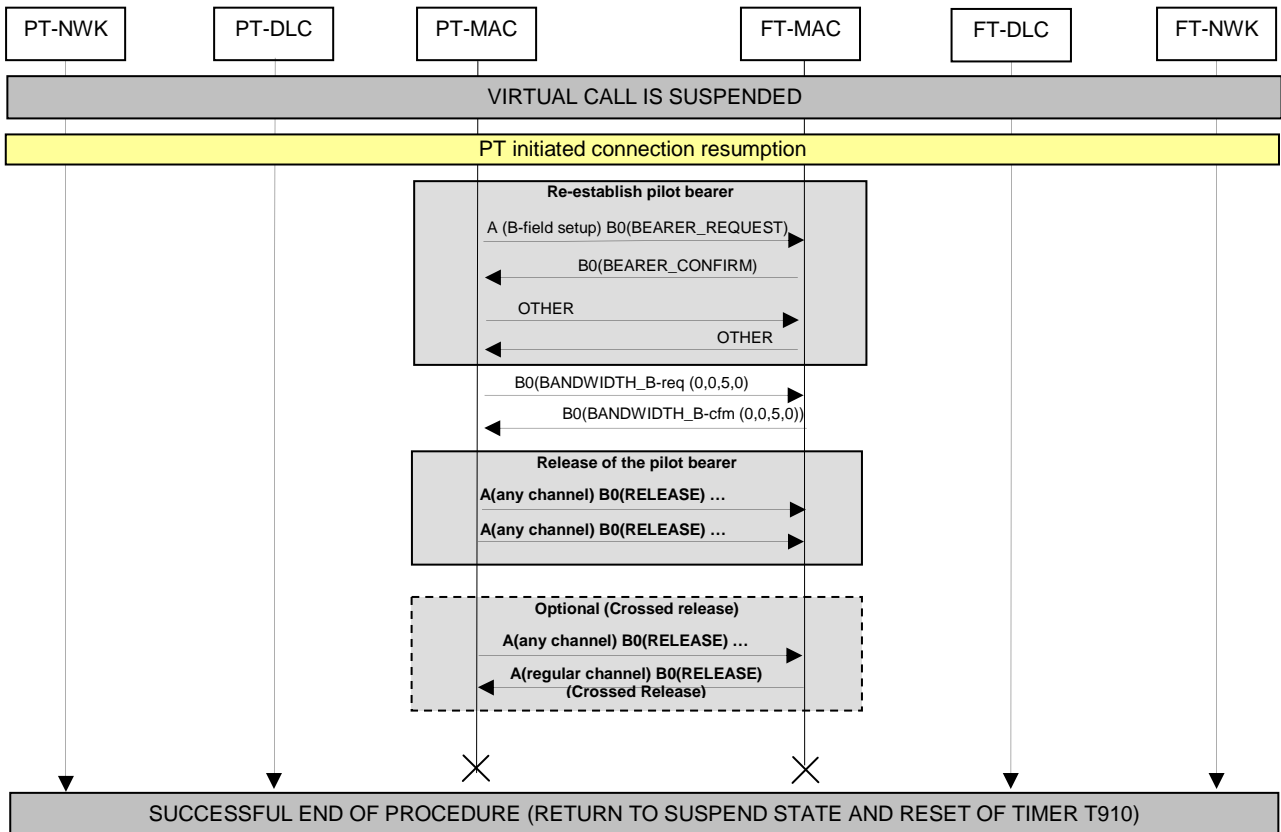 PT-NWK PT-DLC PT-MAC FT-MAC FT-DLC FT-NWK
VIRTUAL CALL IS SUSPENDED
PT initiated connection resumption
Re-establish pilot bearer
A (B-field setup) B0(BEARER_REQUEST)
B0(BEARER_CONFIRM)
OTHER
OTHER
B0(BANDWIDTH_B-req (0,0,5,0)
B0(BANDWIDTH_B-cfm (0,0,5,0))
Release of the pilot bearer
A(any channel) B0(RELEASE) …
A(any channel) B0(RELEASE) …
Optional (Crossed release)
A(any channel) B0(RELEASE) …
A(regular channel) B0(RELEASE)
(Crossed Release)
SUCCESSFUL END OF PROCEDURE (RETURN TO SUSPEND STATE AND RESET OF TIMER T910)